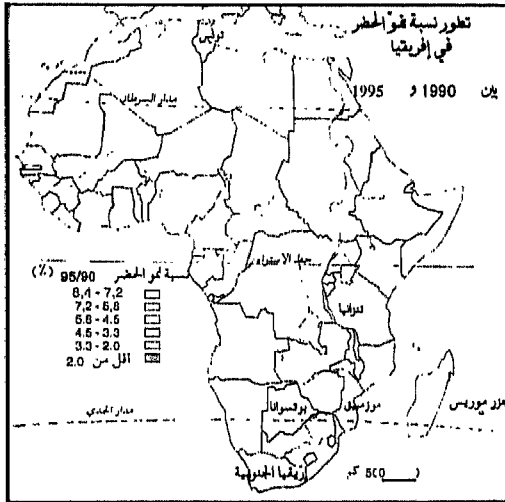 تطور نسبة نمو الحضر
في إفريقيا
بين 1990 و 1995
تونس
مدار السرطان
خط الاستواء
نسبة نمو الحضر 95/90 (%)
8,4 - 7,2
7,2 - 5,8
5,8 - 4,5
4,5 - 3,3
3,3 - 2,0
أقل من 2.0
تنزانيا
مدار الجدي
بوتسوانا
موزمبيق
جزر موريس
إفريقيا الجنوبية
500 كم